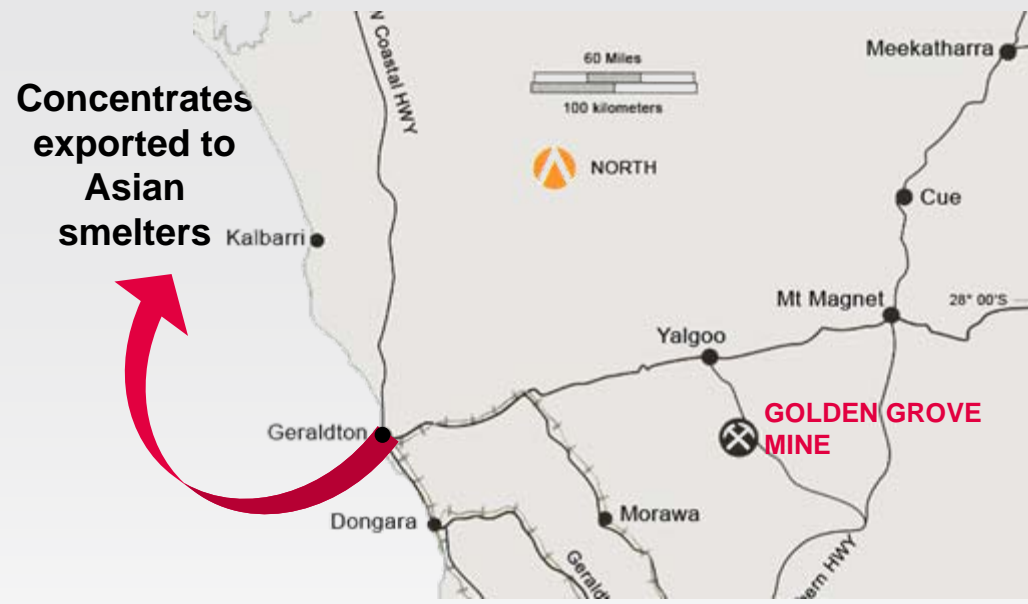 N Coastal HWY
Meekatharra
60 Miles
100 kilometers
Concentrates
exported to
Asian
smelters
NORTH
Cue
Kalbarri
Mt Magnet
28° 00'S
Yalgoo
GOLDEN GROVE
MINE
Geraldton
Dongara
Morawa
HWY